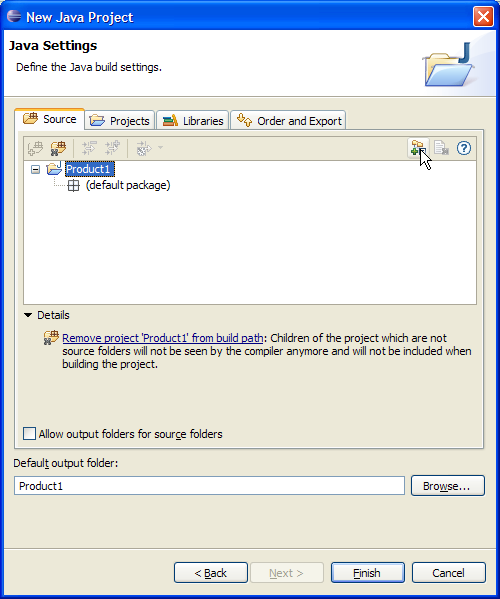 New Java Project
Java Settings
Define the Java build settings.
Source Projects Libraries Order and Export
Product1
(default package)
Details
Remove project 'Product1' from build path: Children of the project which are not
source folders will not be seen by the compiler anymore and will not be included when
building the project.
Allow output folders for source folders
Default output folder:
Product1
Browse...
< Back
Next >
Finish
Cancel